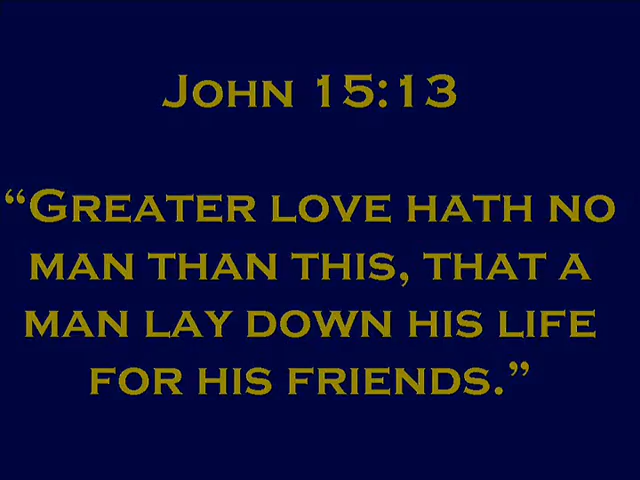 John 15:13
“Greater love hath no
man than this, that a
man lay down his life
for his friends.”